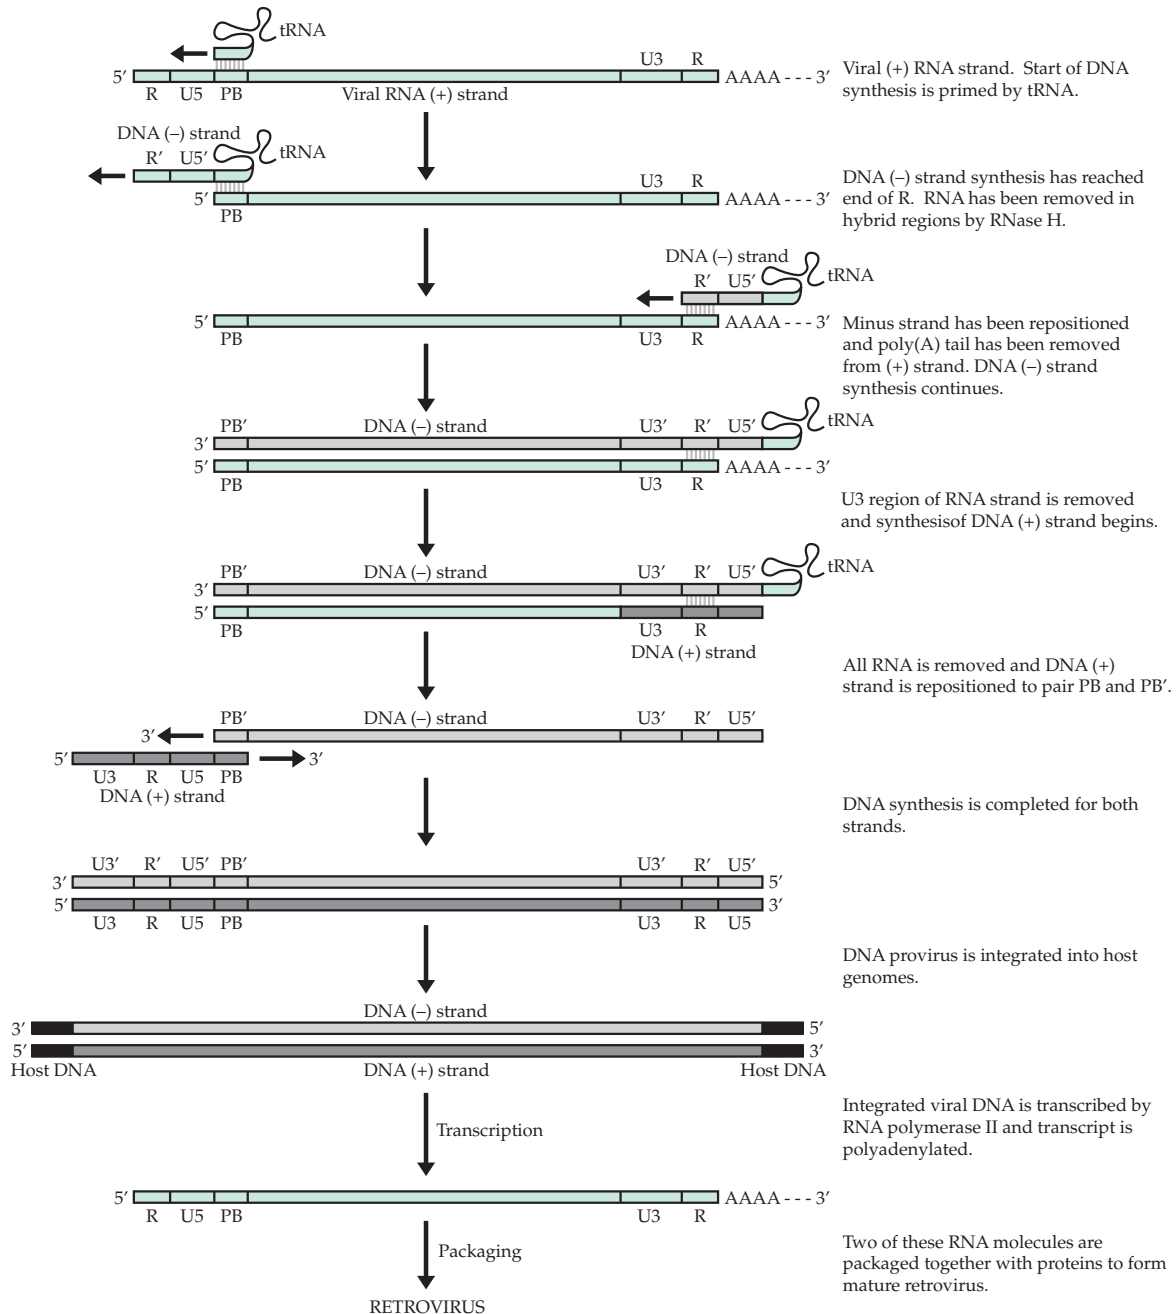 tRNA
U3 R
5′ AAAA - - - 3′
R U5 PB Viral RNA (+) strand
Viral (+) RNA strand. Start of DNA
synthesis is primed by tRNA.
DNA (–) strand
R’ U5’ tRNA
U3 R
5′ AAAA - - - 3′
PB
DNA (–) strand synthesis has reached
end of R. RNA has been removed in
hybrid regions by RNase H.
DNA (–) strand
R’ U5’ tRNA
5′ AAAA - - - 3′
PB U3 R
Minus strand has been repositioned
and poly(A) tail has been removed
from (+) strand. DNA (–) strand
synthesis continues.
PB’ DNA (–) strand U3’ R’ U5’ tRNA
3′
5′ AAAA - - - 3′
PB U3 R
U3 region of RNA strand is removed
and synthesisof DNA (+) strand begins.
PB’ DNA (–) strand U3’ R’ U5’ tRNA
3′
5′
PB U3 R
DNA (+) strand
All RNA is removed and DNA (+)
strand is repositioned to pair PB and PB’.
PB’ DNA (–) strand U3’ R’ U5’
3′
5′ 3′
U3 R U5 PB
DNA (+) strand
DNA synthesis is completed for both
strands.
U3’ R’ U5’ PB’ U3’ R’ U5’
3′ 5′
5′ 3′
U3 R U5 PB U3 R U5
DNA provirus is integrated into host
genomes.
DNA (–) strand
3′ 5′
5′ 3′
Host DNA DNA (+) strand Host DNA
Integrated viral DNA is transcribed by
RNA polymerase II and transcript is
polyadenylated.
Transcription
5′ AAAA - - - 3′
R U5 PB U3 R
Two of these RNA molecules are
packaged together with proteins to form
mature retrovirus.
Packaging
RETROVIRUS